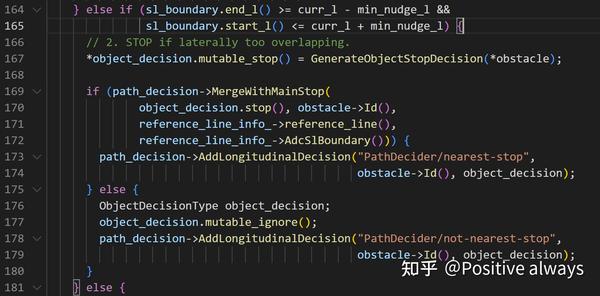 164 } else if (sl_boundary.end_l() >= curr_l - min_nudge_l &&
165 sl_boundary.start_l() <= curr_l + min_nudge_l) {
166 // 2. STOP if laterally too overlapping.
167 *object_decision.mutable_stop() = GenerateObjectStopDecision(*obstacle);
168
169 if (path_decision->MergeWithMainStop(
170 object_decision.stop(), obstacle->Id(),
171 reference_line_info_->reference_line(),
172 reference_line_info_->AdcSlBoundary())) {
173 path_decision->AddLongitudinalDecision("PathDecider/nearest-stop",
174 obstacle->Id(), object_decision);
175 } else {
176 ObjectDecisionType object_decision;
177 object_decision.mutable_ignore();
178 path_decision->AddLongitudinalDecision("PathDecider/not-nearest-stop",
179 obstacle->Id(), object_decision);
180 }
181 } else {
知乎 @Positive always